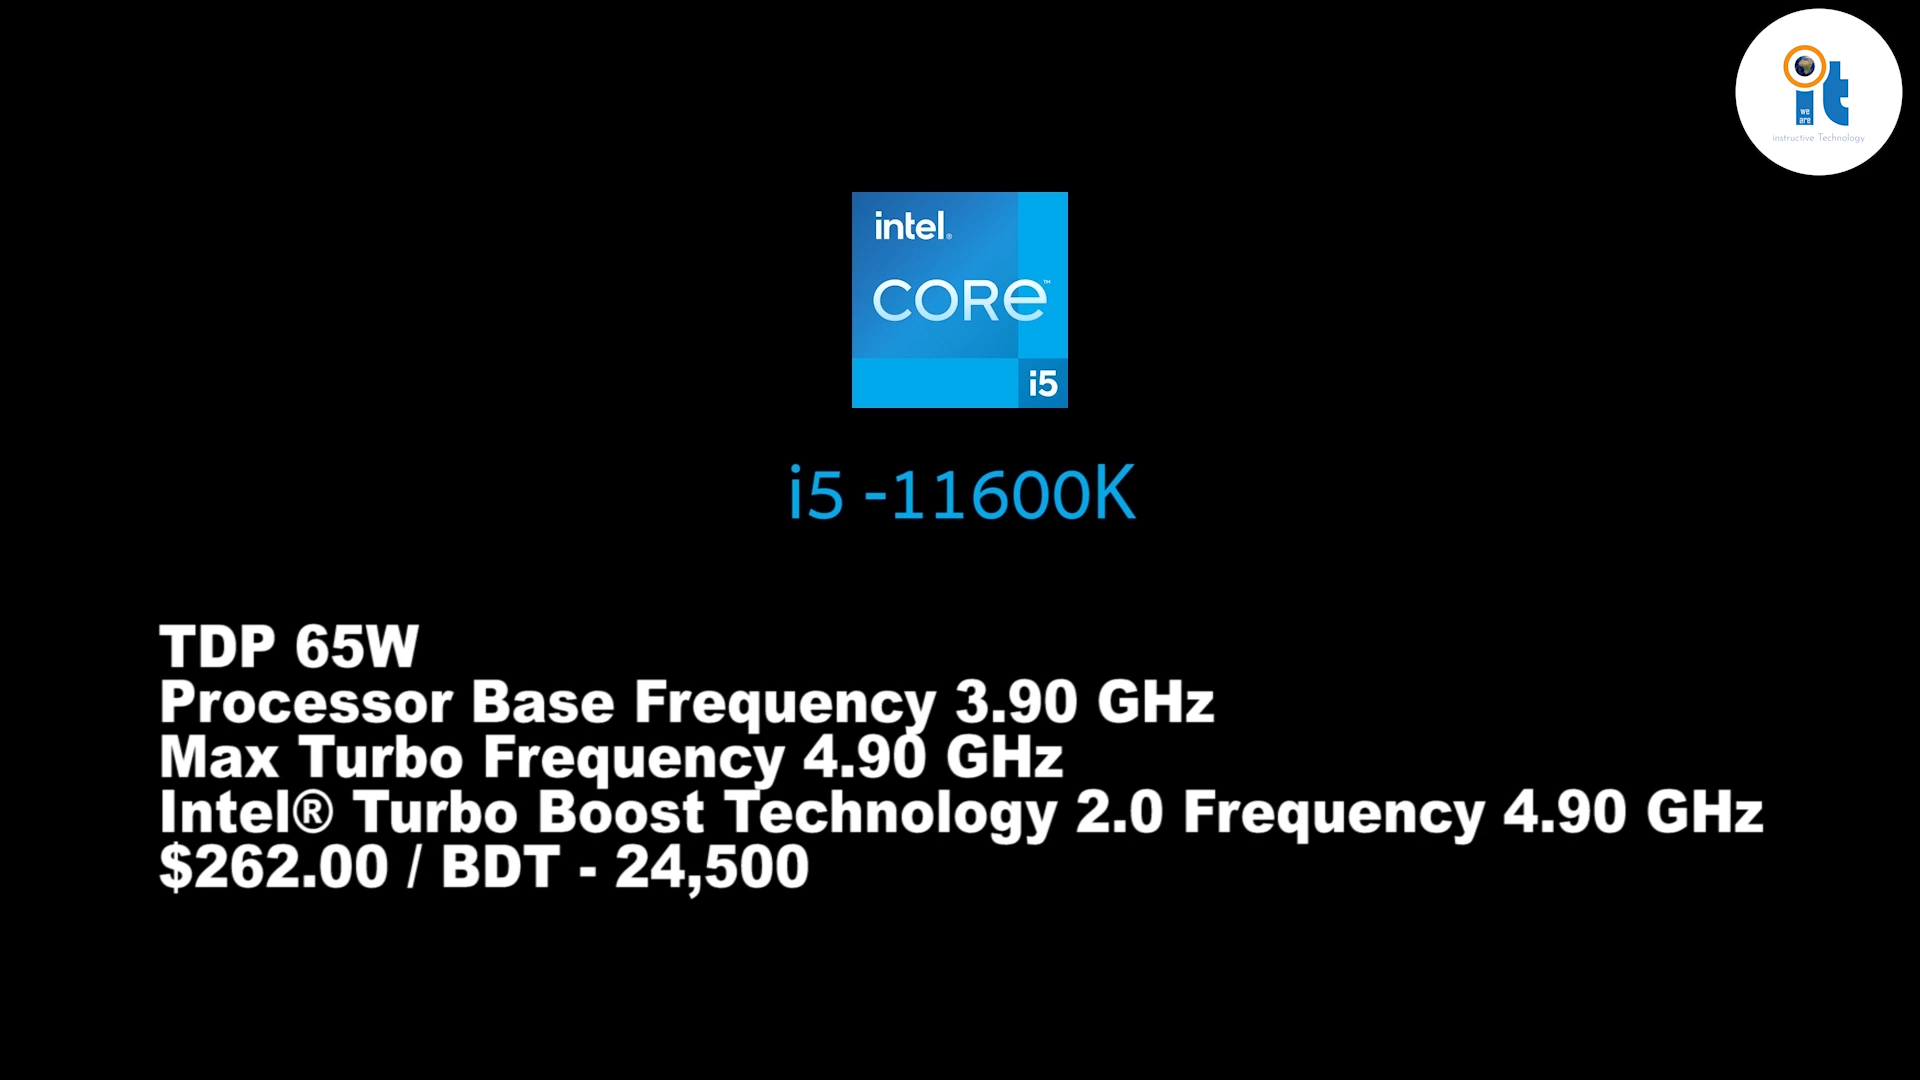 it
we
are
instructive Technology
intel®
CORE™
i5
i5 -11600K
TDP 65W
Processor Base Frequency 3.90 GHz
Max Turbo Frequency 4.90 GHz
Intel® Turbo Boost Technology 2.0 Frequency 4.90 GHz
$262.00 / BDT - 24,500